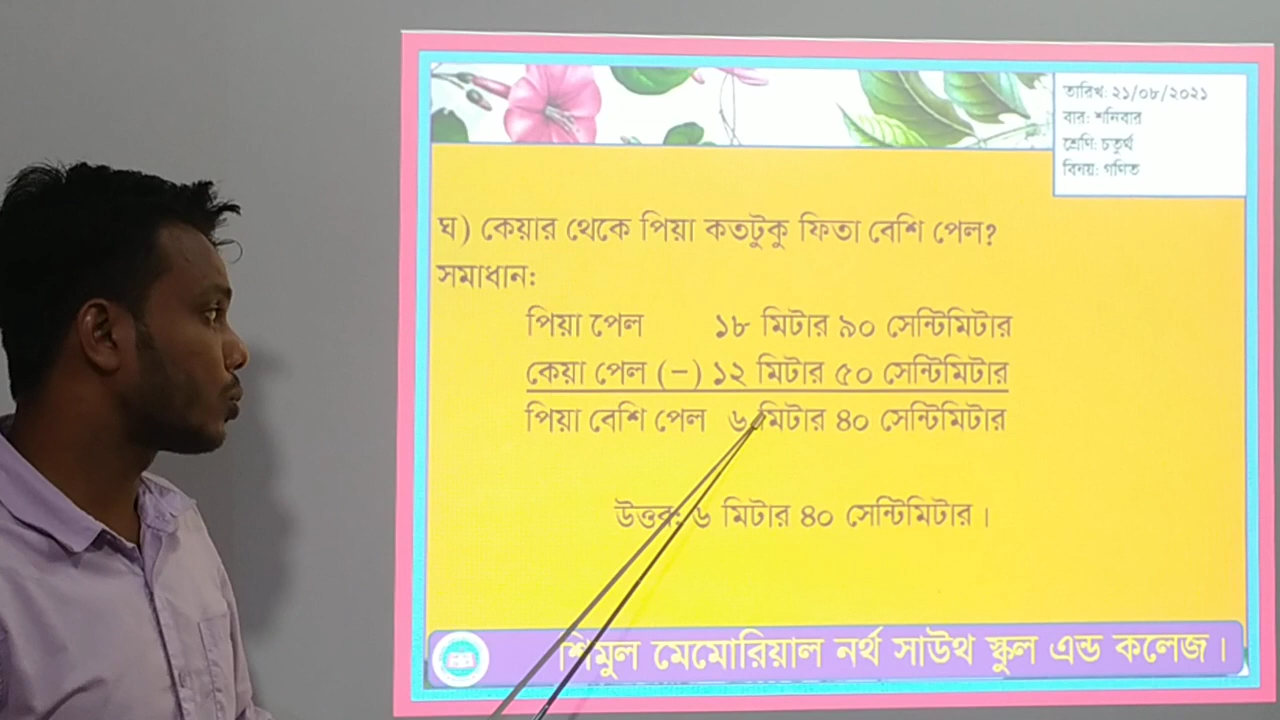 তারিখ: ২১/০৮/২০২১
বার: শনিবার
শ্রেণি: চতুর্থ
বিষয়: গণিত
ঘ) কেয়ার থেকে পিয়া কতটুকু ফিতা বেশি পেল?
সমাধান:
পিয়া পেল ১৮ মিটার ৯০ সেন্টিমিটার
কেয়া পেল (-) ১২ মিটার ৫০ সেন্টিমিটার
পিয়া বেশি পেল ৬ মিটার ৪০ সেন্টিমিটার
উত্তর: ৬ মিটার ৪০ সেন্টিমিটার।
শিমুল মেমোরিয়াল নর্থ সাউথ স্কুল এন্ড কলেজ।